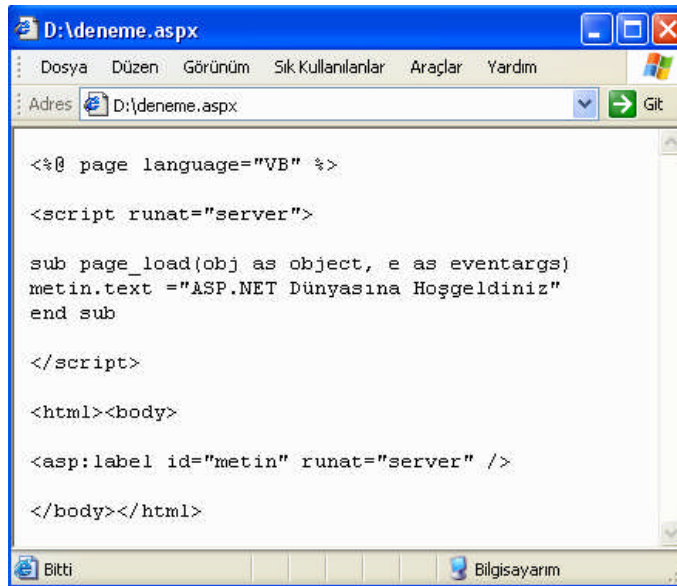 D:\deneme.aspx
Dosya Düzen Görünüm Sık Kullanılanlar Araçlar Yardım
Adres D:\deneme.aspx Git
<%@ page language="VB" %>
<script runat="server">
sub page_load(obj as object, e as eventargs)
metin.text ="ASP.NET Dünyasına Hoşgeldiniz"
end sub
</script>
<html><body>
<asp:label id="metin" runat="server" />
</body></html>
Bitti Bilgisayarım